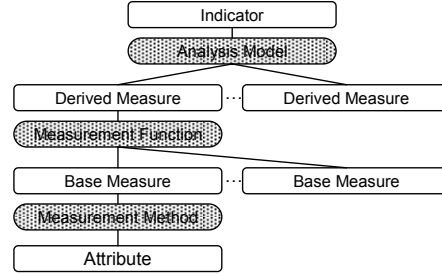 Indicator
Analysis Model
Derived Measure ... Derived Measure
Measurement Function
Base Measure ... Base Measure
Measurement Method
Attribute